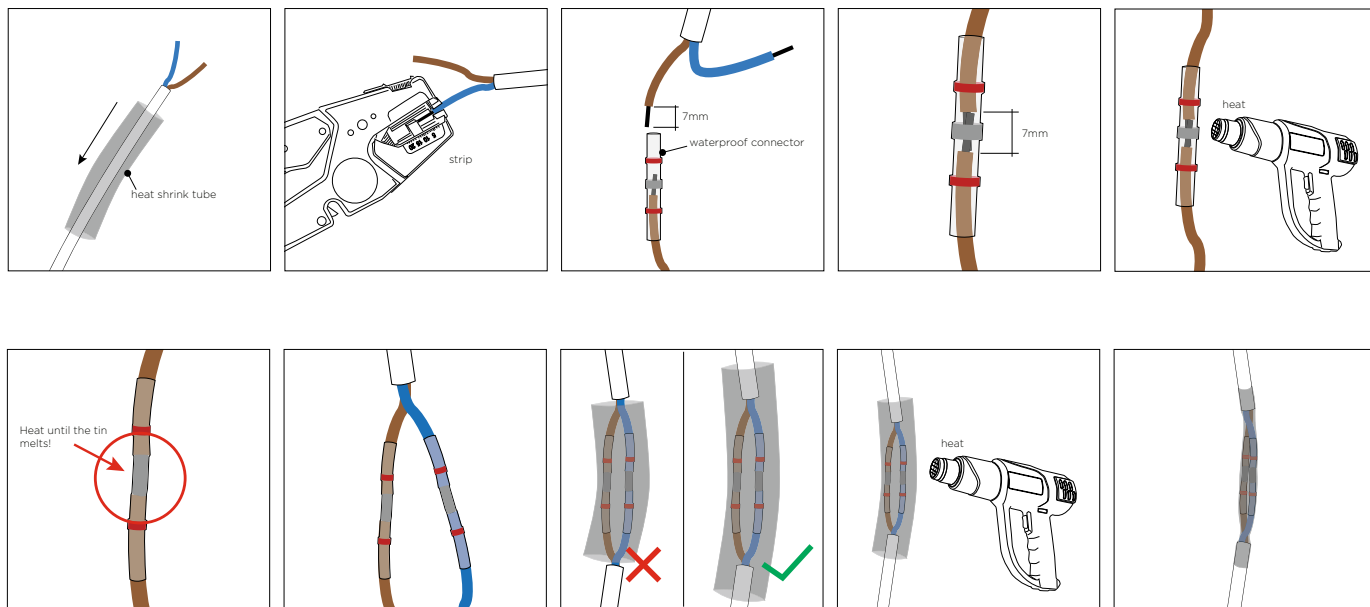 heat shrink tube
strip
7mm
waterproof connector
7mm
heat
Heat until the tin
melts!
heat